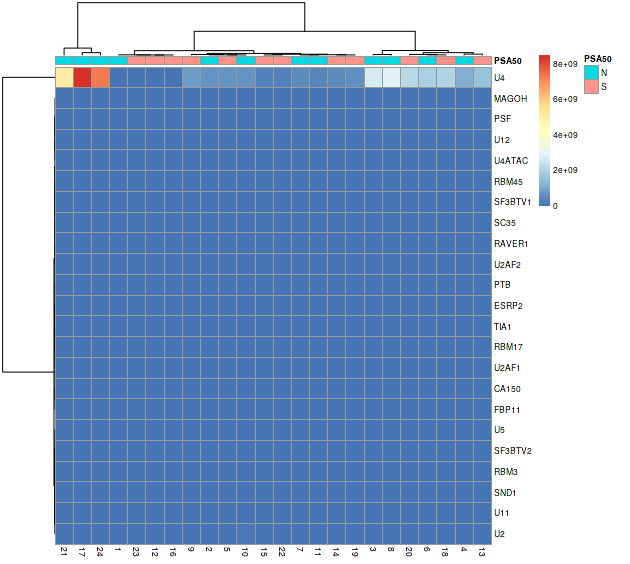 PSA50
U4
MAGOH
PSF
U12
U4ATAC
RBM45
SF3BTV1
SC35
RAVER1
U2AF2
PTB
ESRP2
TIA1
RBM17
U2AF1
CA150
FBP11
U5
SF3BTV2
RBM3
SND1
U11
U2
21 17 24 1 23 12 16 9 2 5 10 15 22 7 11 14 19 3 8 20 6 18 4 13
8e+09
6e+09
4e+09
2e+09
0
PSA50
N
S